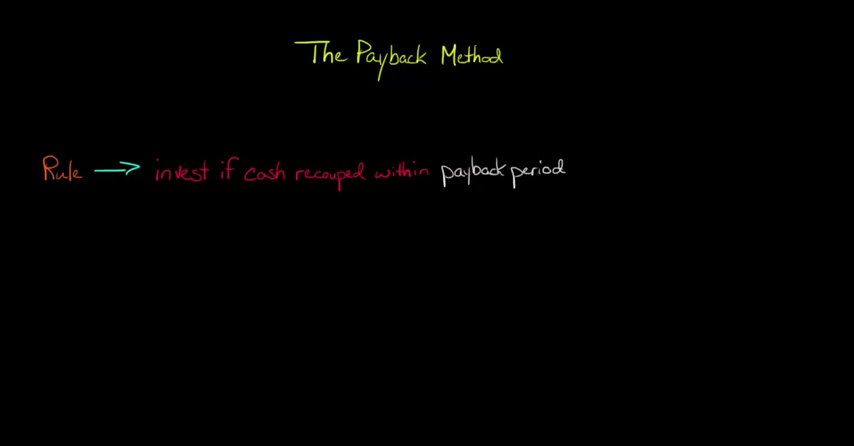 The Payback Method
Rule → invest if cash recouped within payback period